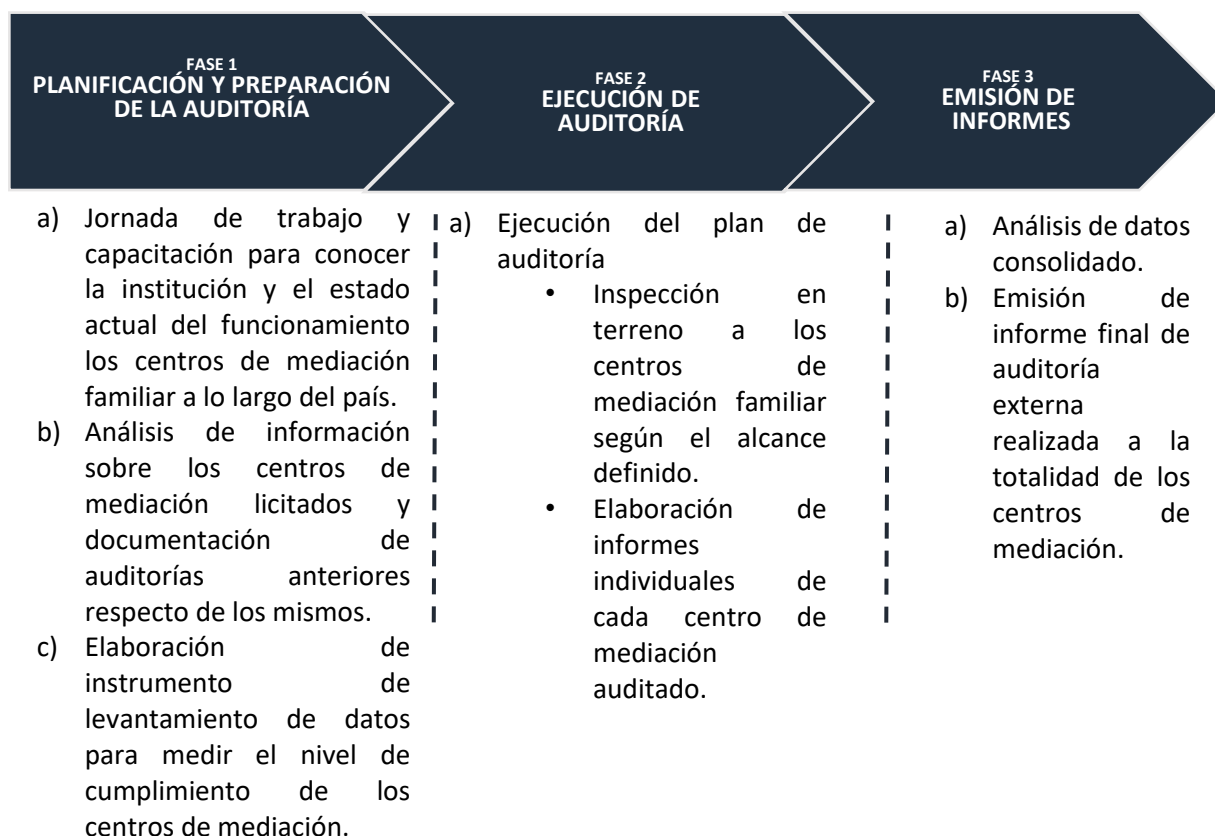 FASE 1
PLANIFICACIÓN Y PREPARACIÓN
DE LA AUDITORÍA
FASE 2
EJECUCIÓN DE
AUDITORÍA
FASE 3
EMISIÓN DE
INFORMES
a) Jornada de trabajo y
capacitación para conocer
la institución y el estado
actual del funcionamiento
los centros de mediación
familiar a lo largo del país.
b) Análisis de información
sobre los centros de
mediación licitados y
documentación de
auditorías anteriores
respecto de los mismos.
c) Elaboración de
instrumento de
levantamiento de datos
para medir el nivel de
cumplimiento de los
centros de mediación.
a) Ejecución del plan de
auditoría
• Inspección en
terreno a los
centros de
mediación familiar
según el alcance
definido.
• Elaboración de
informes
individuales de
cada centro de
mediación
auditado.
a) Análisis de datos
consolidado.
b) Emisión de
informe final de
auditoría
externa
realizada a la
totalidad de los
centros de
mediación.